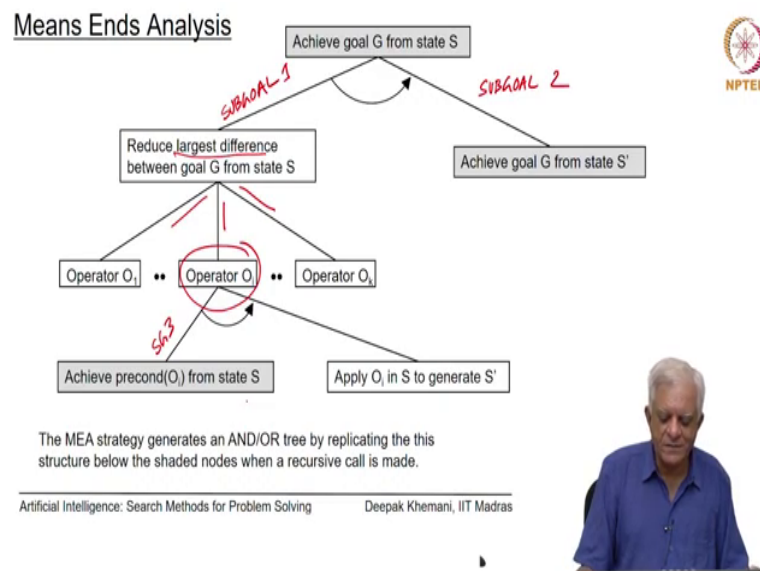 Means Ends Analysis
Achieve goal G from state S
NPTEL
SUBGOAL 1
SUBGOAL 2
Reduce largest difference
between goal G from state S
Achieve goal G from state S'
Operator O1 •• Operator Oi •• Operator Ok
SG3
Achieve precond(Oi) from state S
Apply Oi in S to generate S'
The MEA strategy generates an AND/OR tree by replicating the this
structure below the shaded nodes when a recursive call is made.
Artificial Intelligence: Search Methods for Problem Solving
Deepak Khemani, IIT Madras